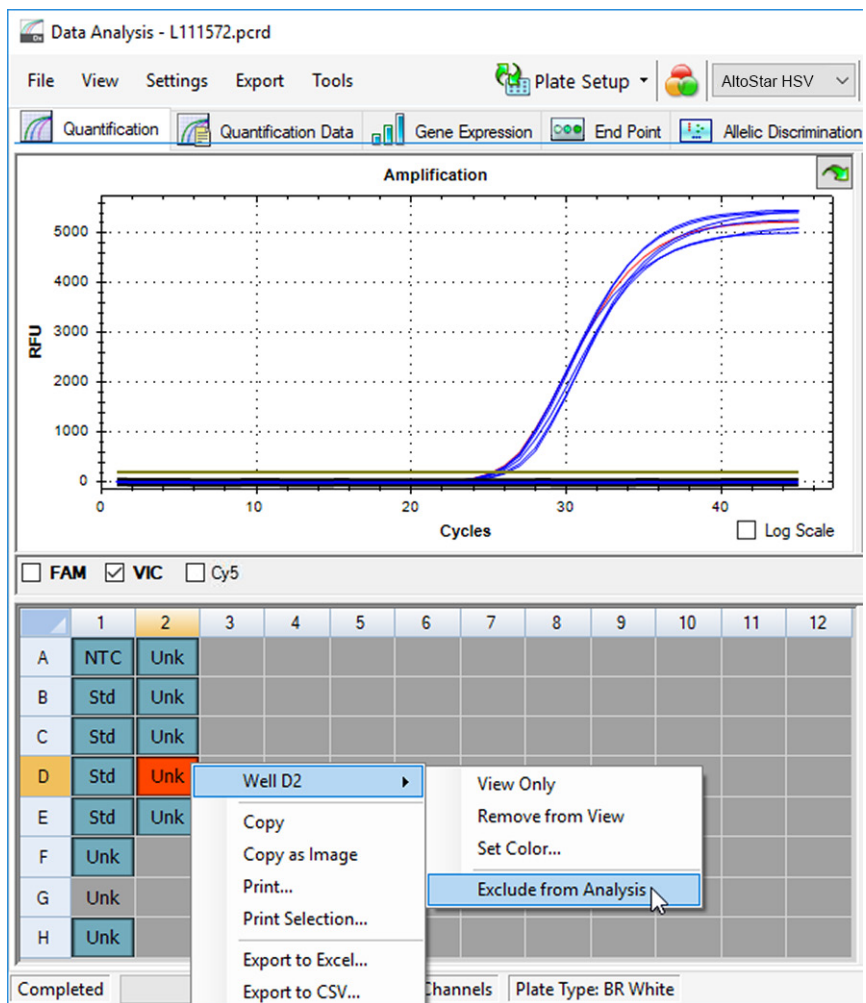 Data Analysis - L111572.pcrd
File View Settings Export Tools Plate Setup AltoStar HSV
Quantification Quantification Data Gene Expression End Point Allelic Discrimination
Amplification
5000
4000
3000
2000
1000
0
RFU
0 10 20 30 40
Cycles
Log Scale
FAM VIC Cy5
1 2 3 4 5 6 7 8 9 10 11 12
A NTC Unk
B Std Unk
C Std Unk
D Std Unk
E Std Unk
F Unk
G Unk
H Unk
Well D2
Copy
Copy as Image
Print...
Print Selection...
Export to Excel...
Export to CSV...
View Only
Remove from View
Set Color...
Exclude from Analysis
Completed Channels Plate Type: BR White